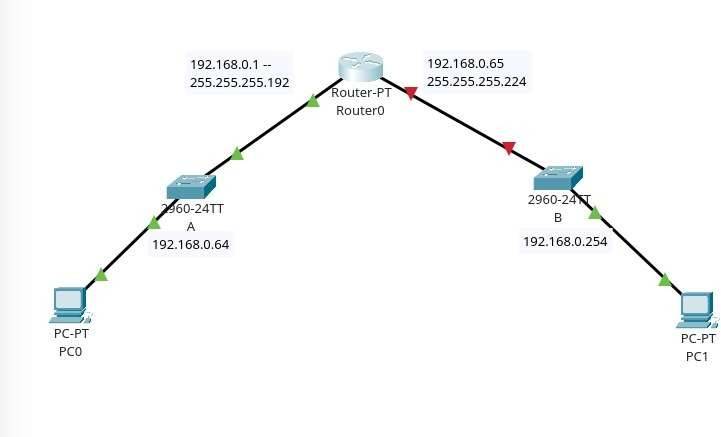 192.168.0.1 --
255.255.255.192
192.168.0.65
255.255.255.224
Router-PT
Router0
2960-24TT
A
192.168.0.64
2960-24TT
B
192.168.0.254
PC-PT
PC0
PC-PT
PC1